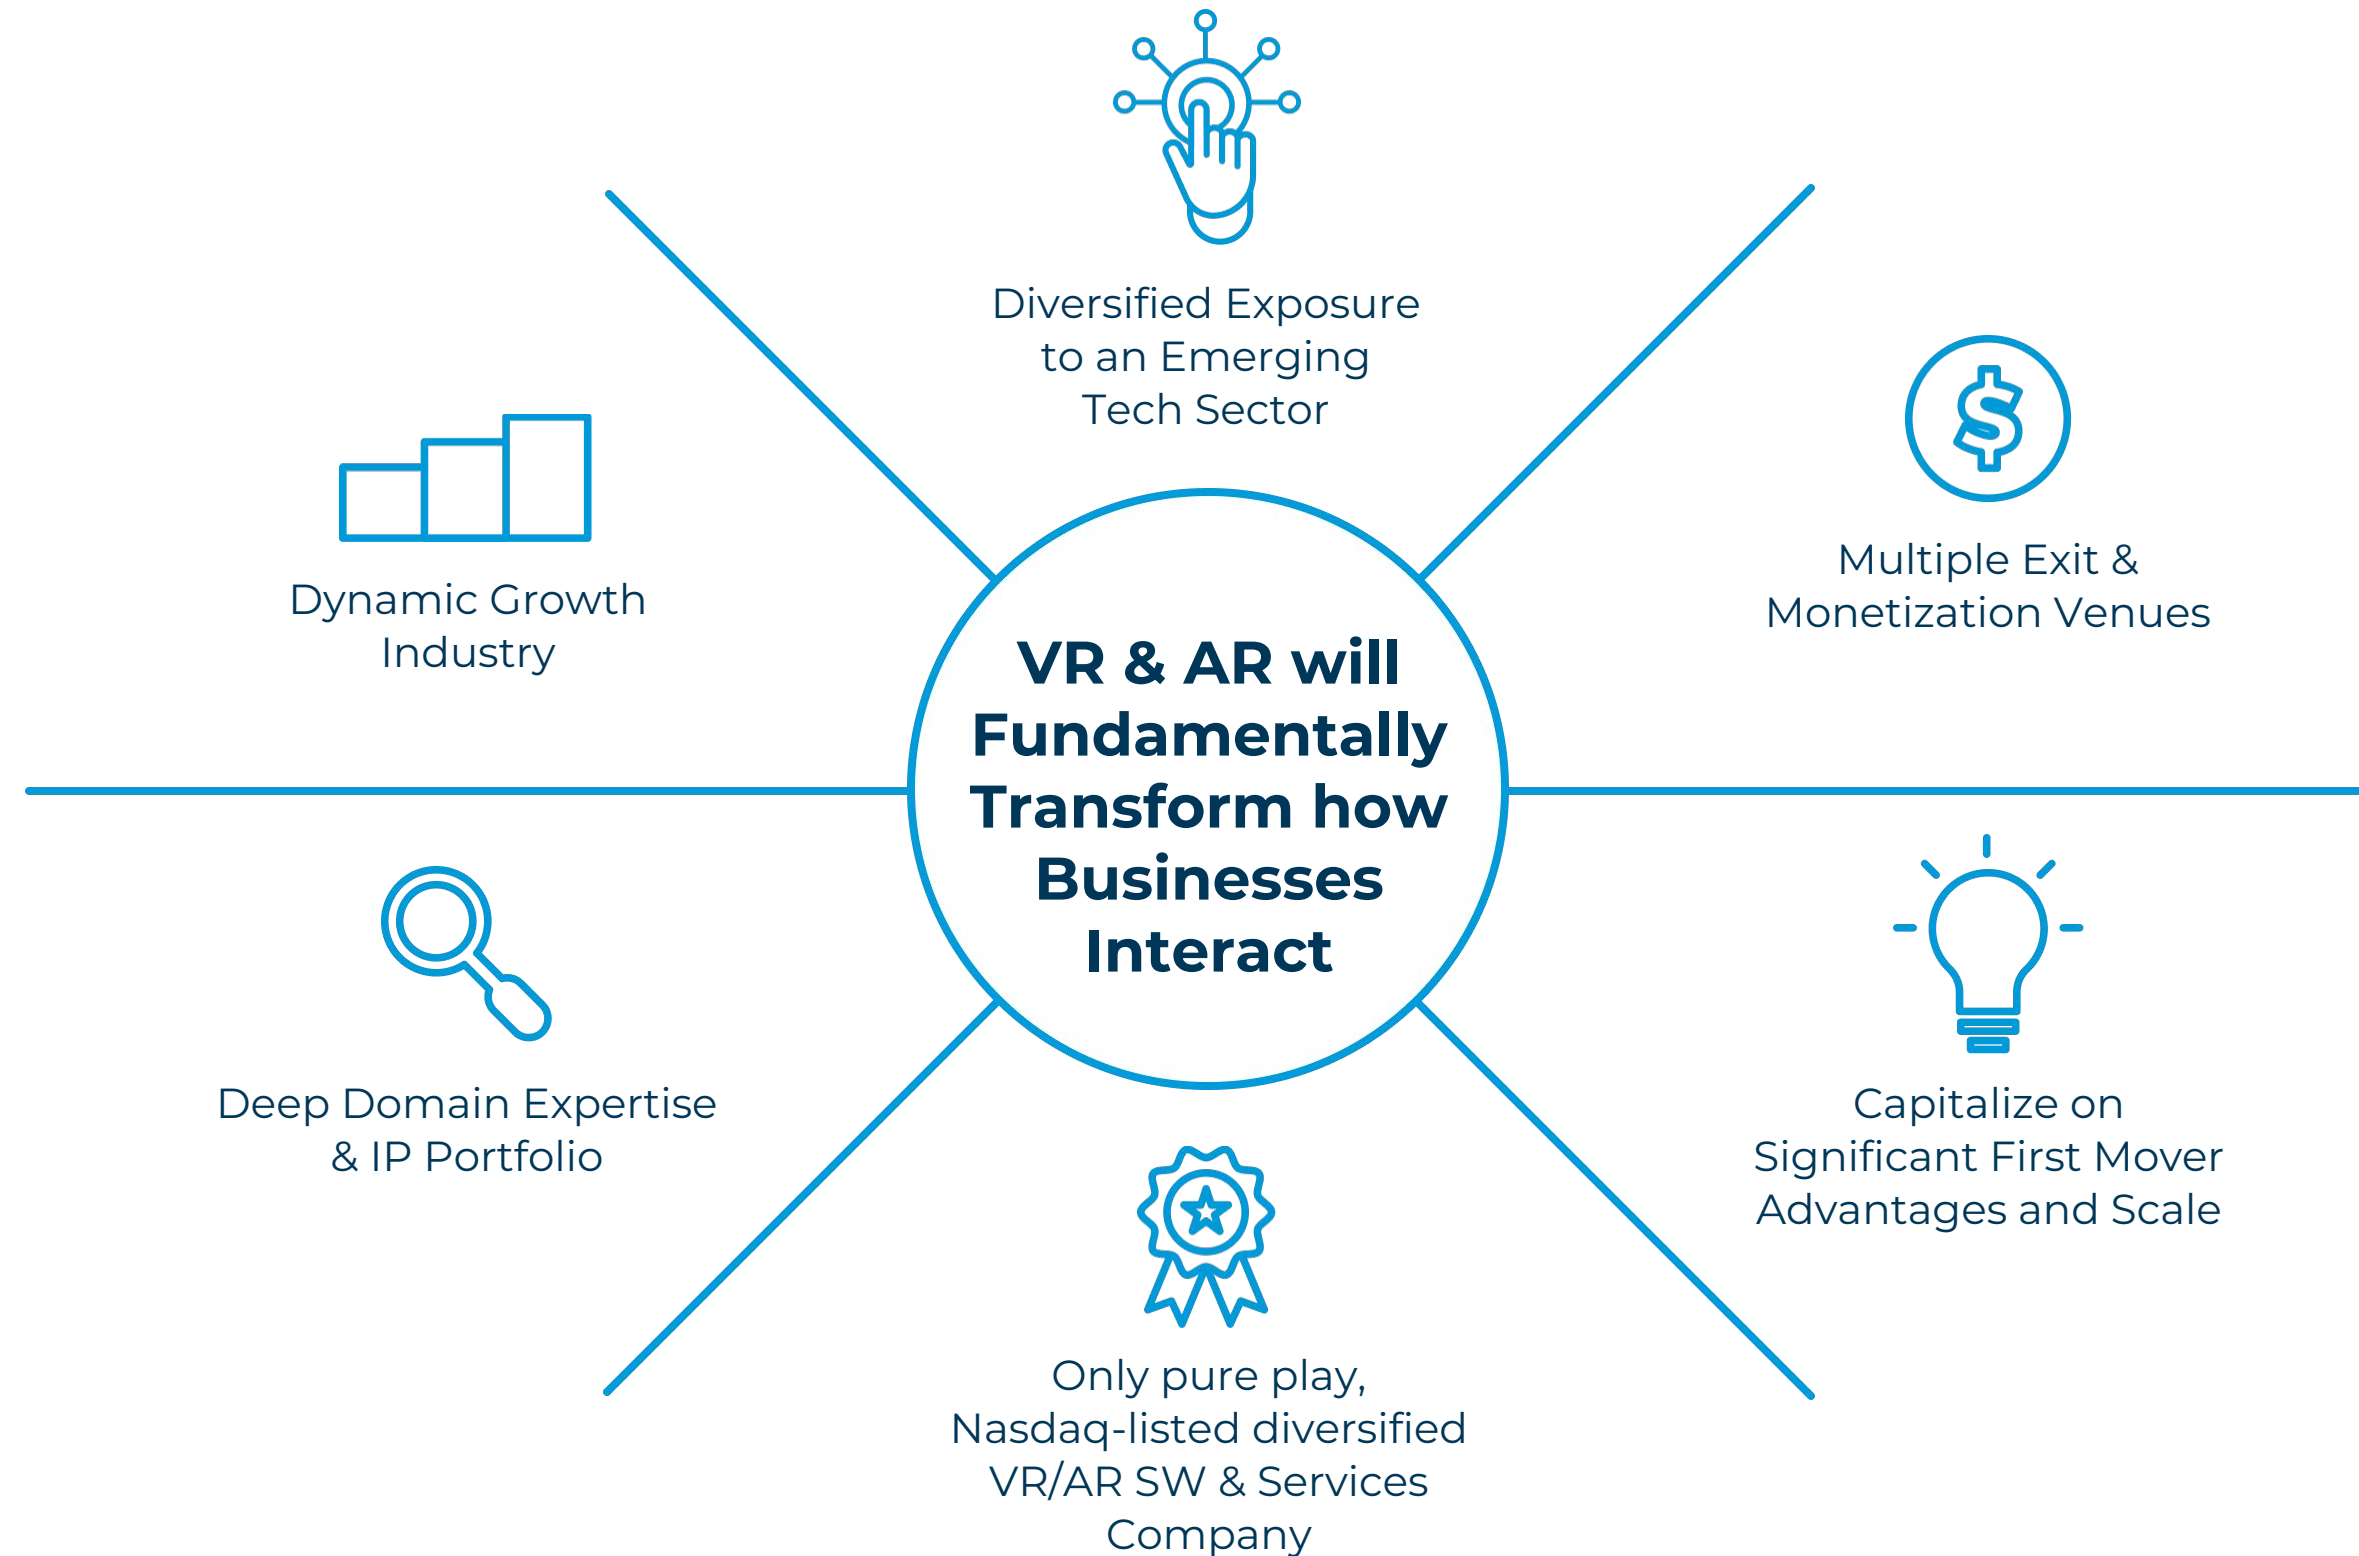 Diversified Exposure
to an Emerging
Tech Sector
Multiple Exit &
Monetization Venues
Dynamic Growth
Industry
VR & AR will
Fundamentally
Transform how
Businesses
Interact
Deep Domain Expertise
& IP Portfolio
Capitalize on
Significant First Mover
Advantages and Scale
Only pure play,
Nasdaq-listed diversified
VR/AR SW & Services
Company